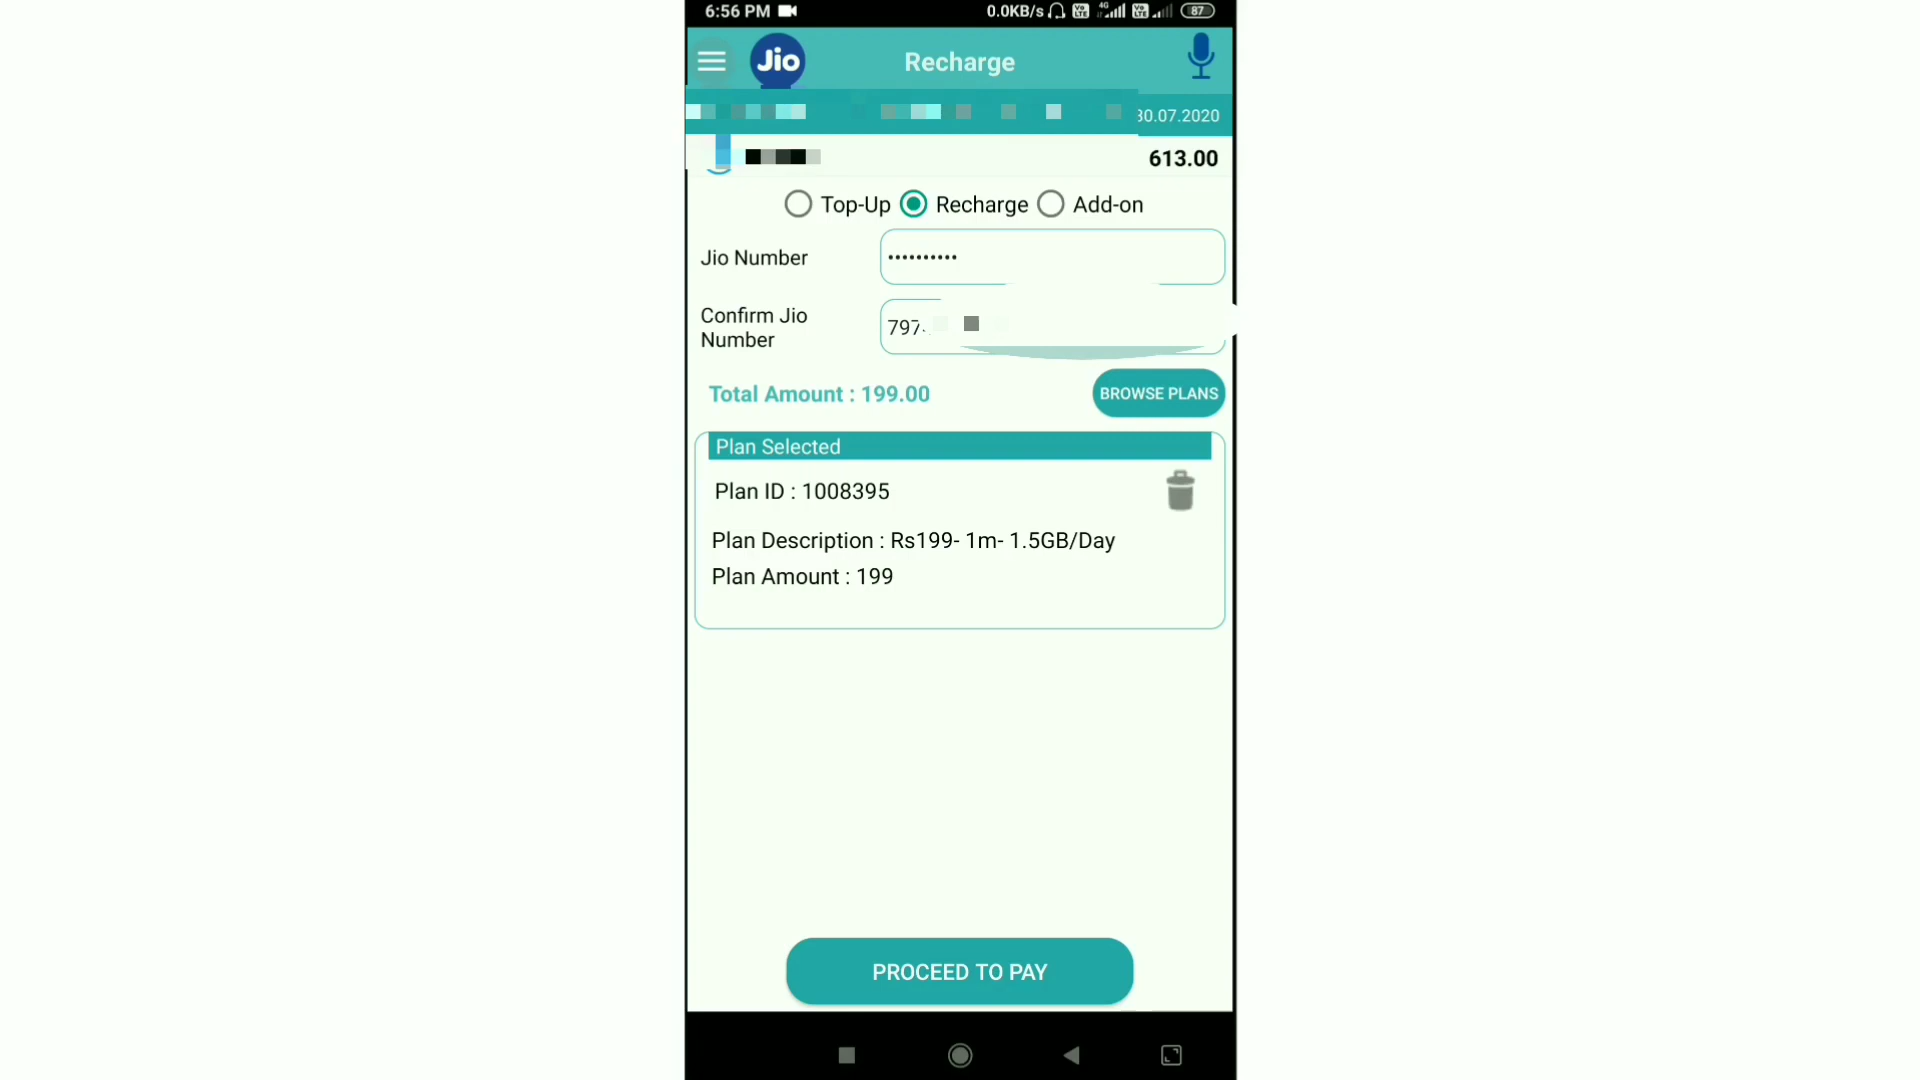 6:56 PM 0.0KB/s 4G 87
Jio Recharge
30.07.2020
613.00
Top-Up Recharge Add-on
Jio Number ••••••••••
Confirm Jio
Number
797
Total Amount : 199.00 BROWSE PLANS
Plan Selected
Plan ID : 1008395
Plan Description : Rs199- 1m- 1.5GB/Day
Plan Amount : 199
PROCEED TO PAY